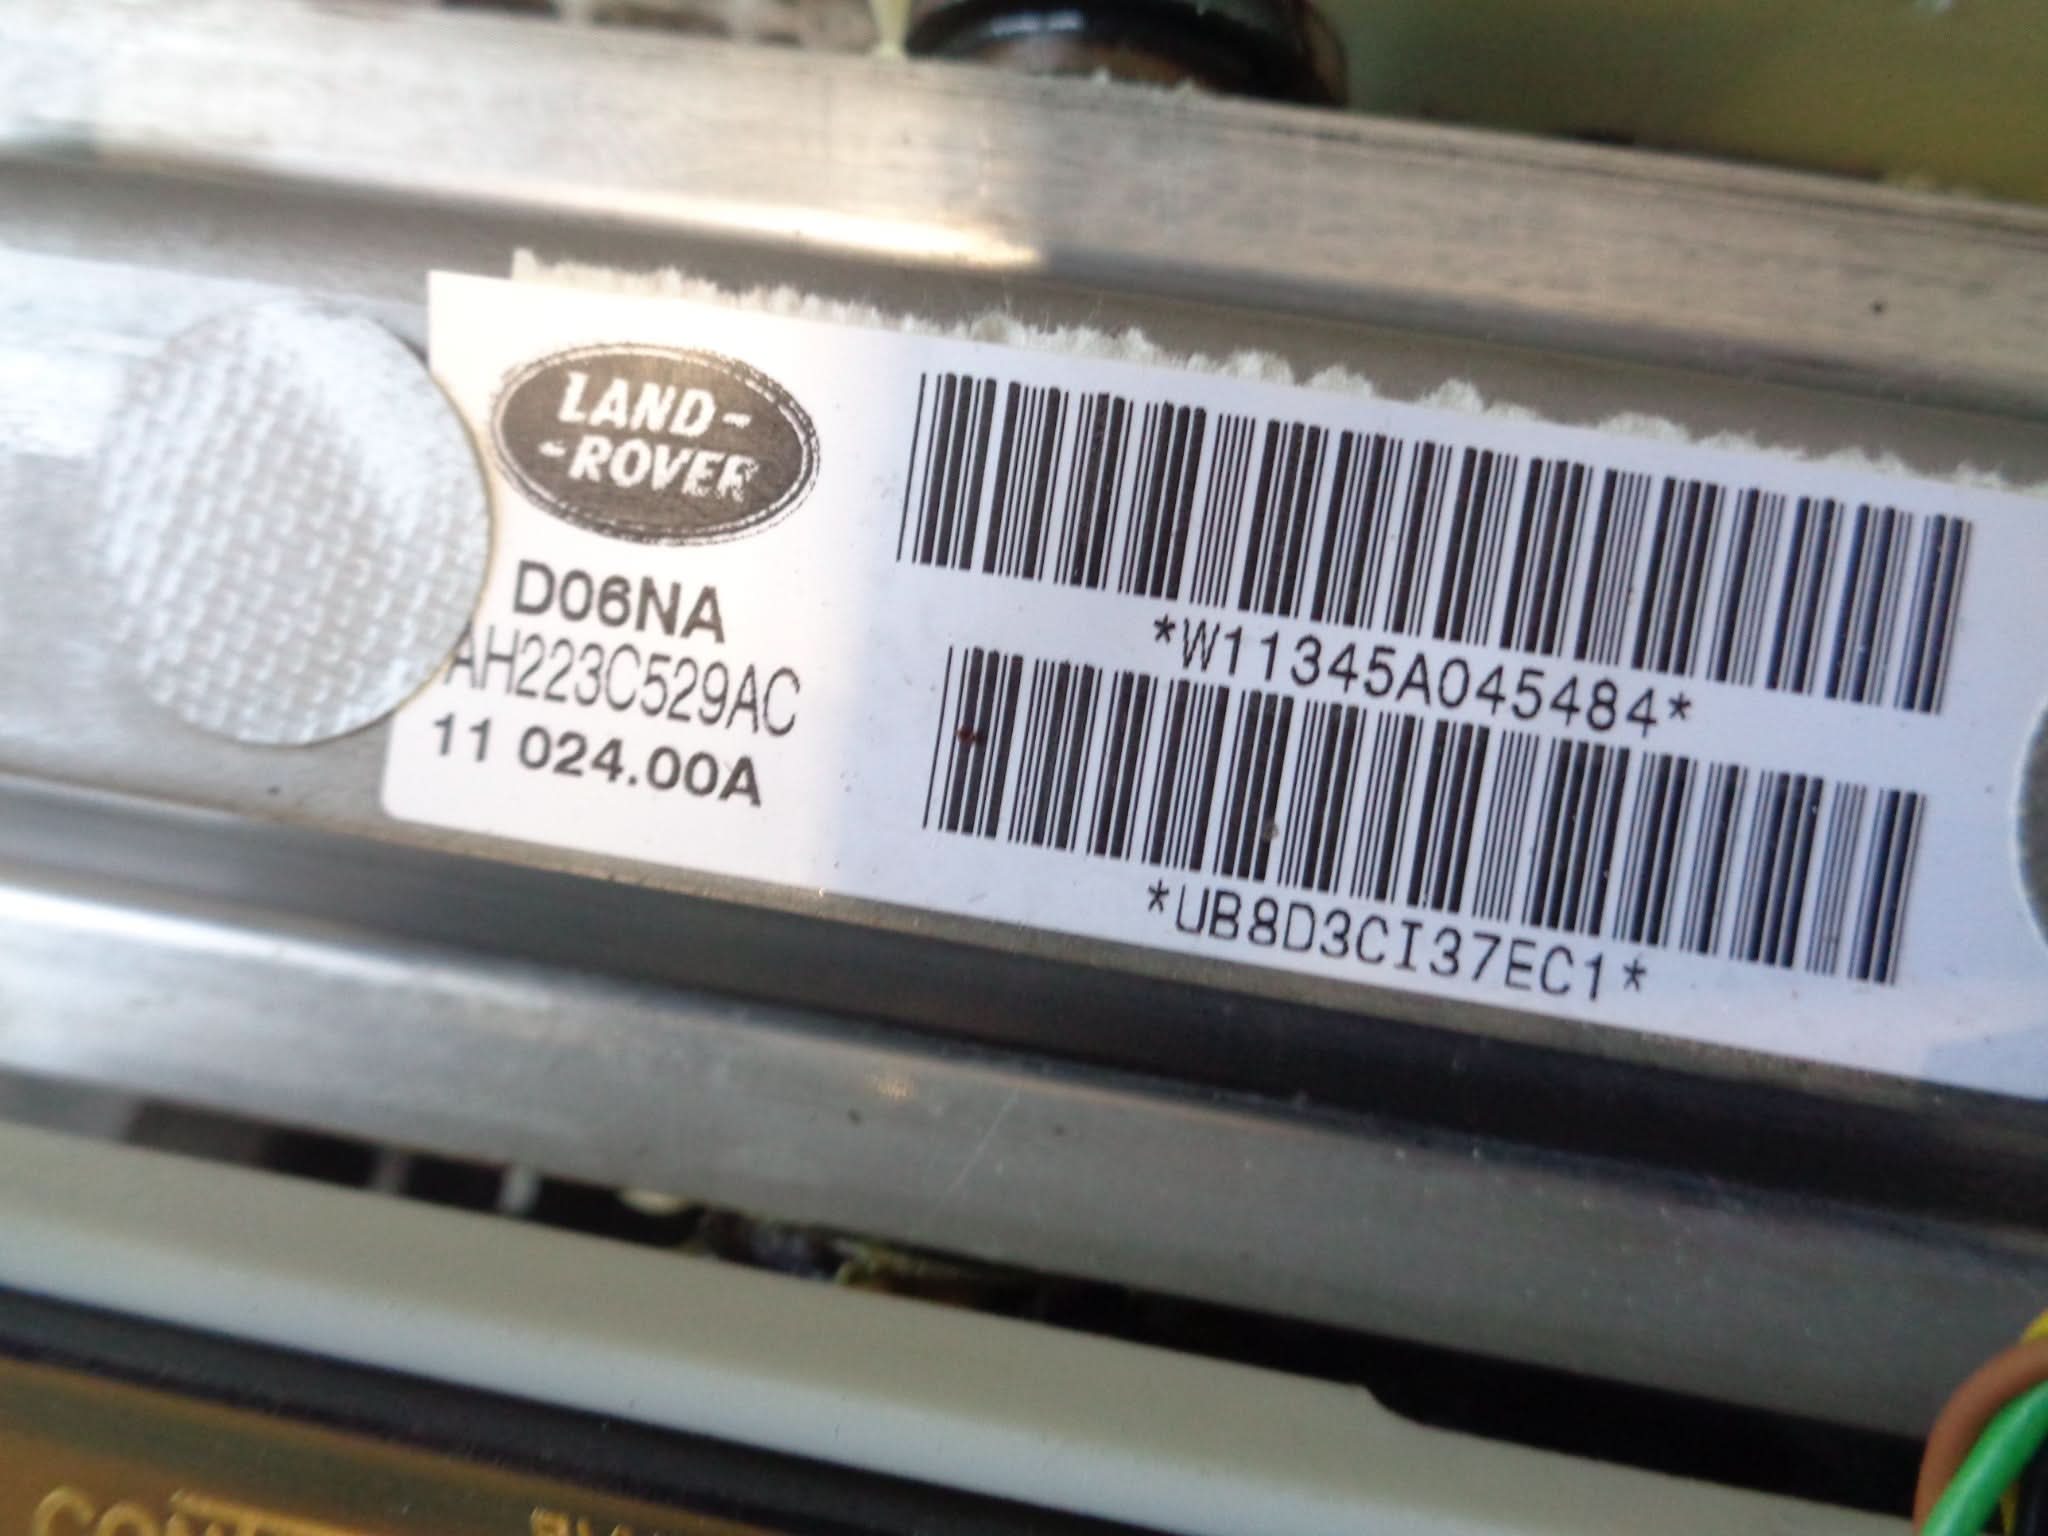 LAND-
-ROVER
D06NA
AH223C529AC
11 024.00A
*W11345A045484*
*UB8D3CI37EC1*